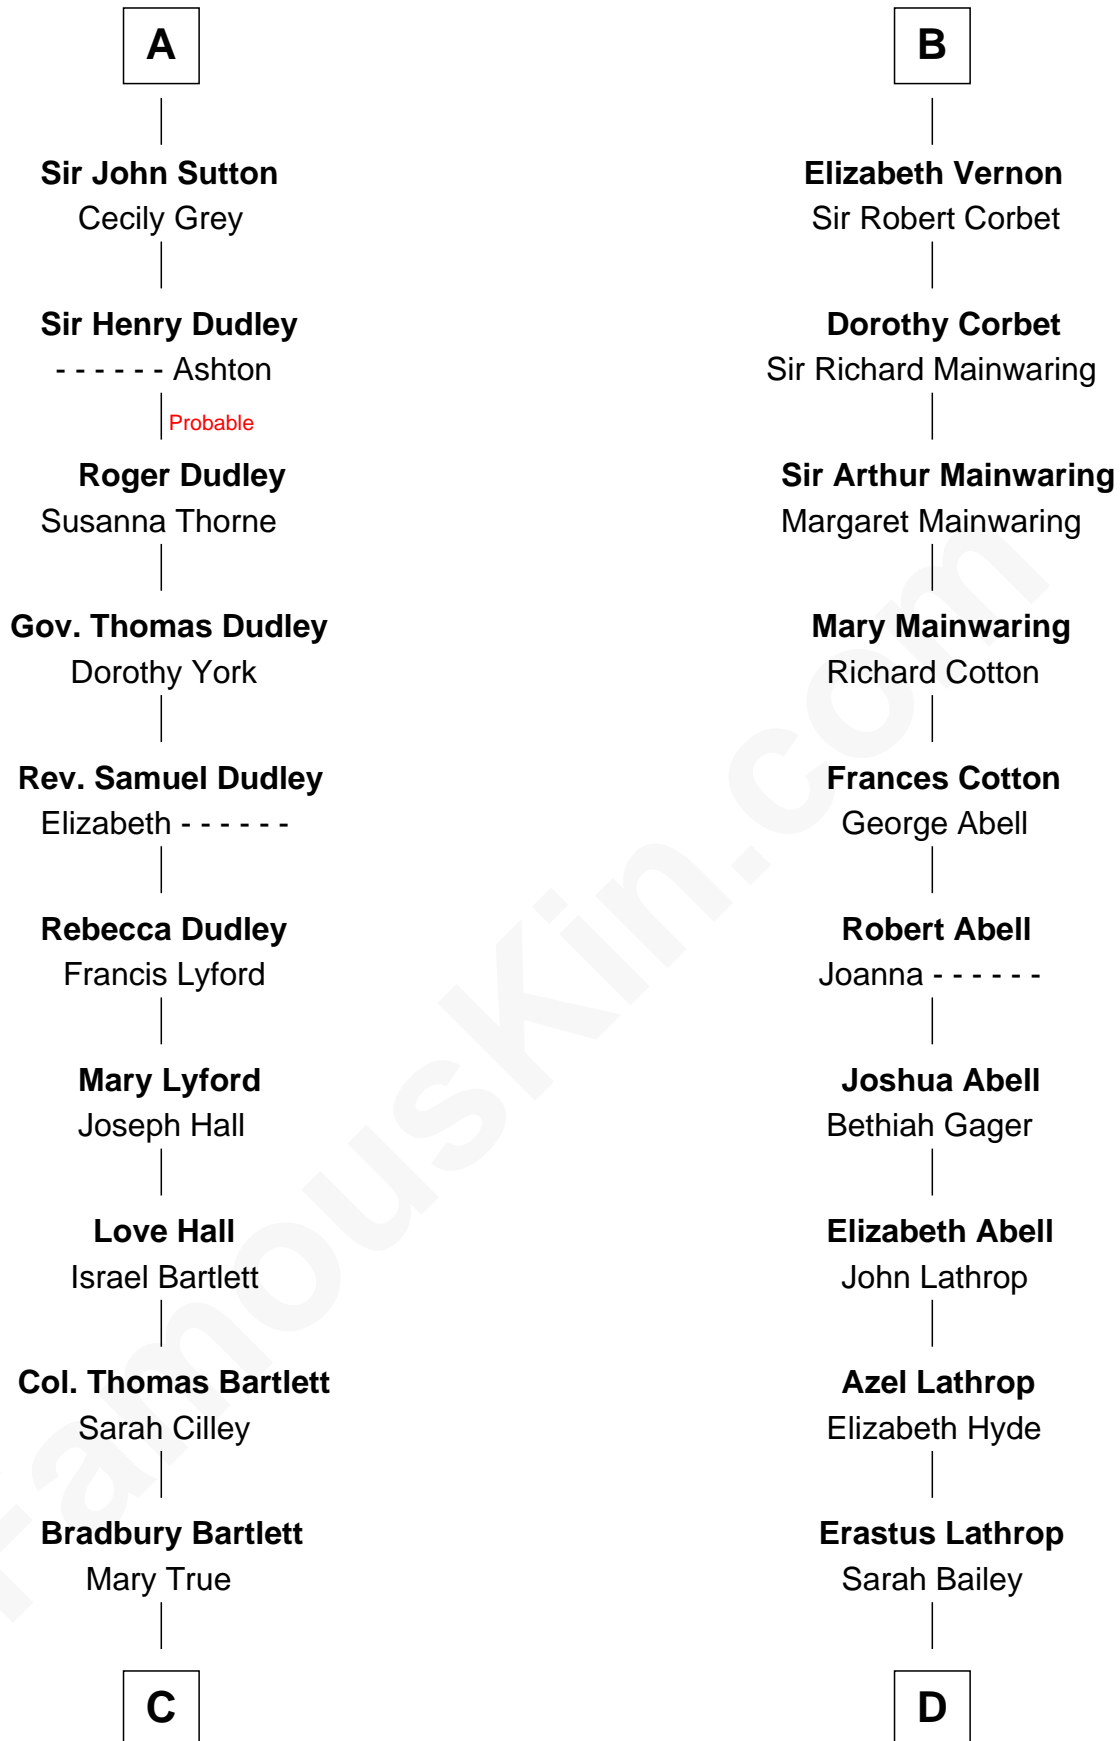 A
Sir John Sutton
Cecily Grey
Sir Henry Dudley
- - - - - - Ashton
Probable
Roger Dudley
Susanna Thorne
Gov. Thomas Dudley
Dorothy York
Rev. Samuel Dudley
Elizabeth - - - - - -
Rebecca Dudley
Francis Lyford
Mary Lyford
Joseph Hall
Love Hall
Israel Bartlett
Col. Thomas Bartlett
Sarah Cilley
Bradbury Bartlett
Mary True
C
B
Elizabeth Vernon
Sir Robert Corbet
Dorothy Corbet
Sir Richard Mainwaring
Sir Arthur Mainwaring
Margaret Mainwaring
Mary Mainwaring
Richard Cotton
Frances Cotton
George Abell
Robert Abell
Joanna - - - - - -
Joshua Abell
Bethiah Gager
Elizabeth Abell
John Lathrop
Azel Lathrop
Elizabeth Hyde
Erastus Lathrop
Sarah Bailey
D
FamousKin.com